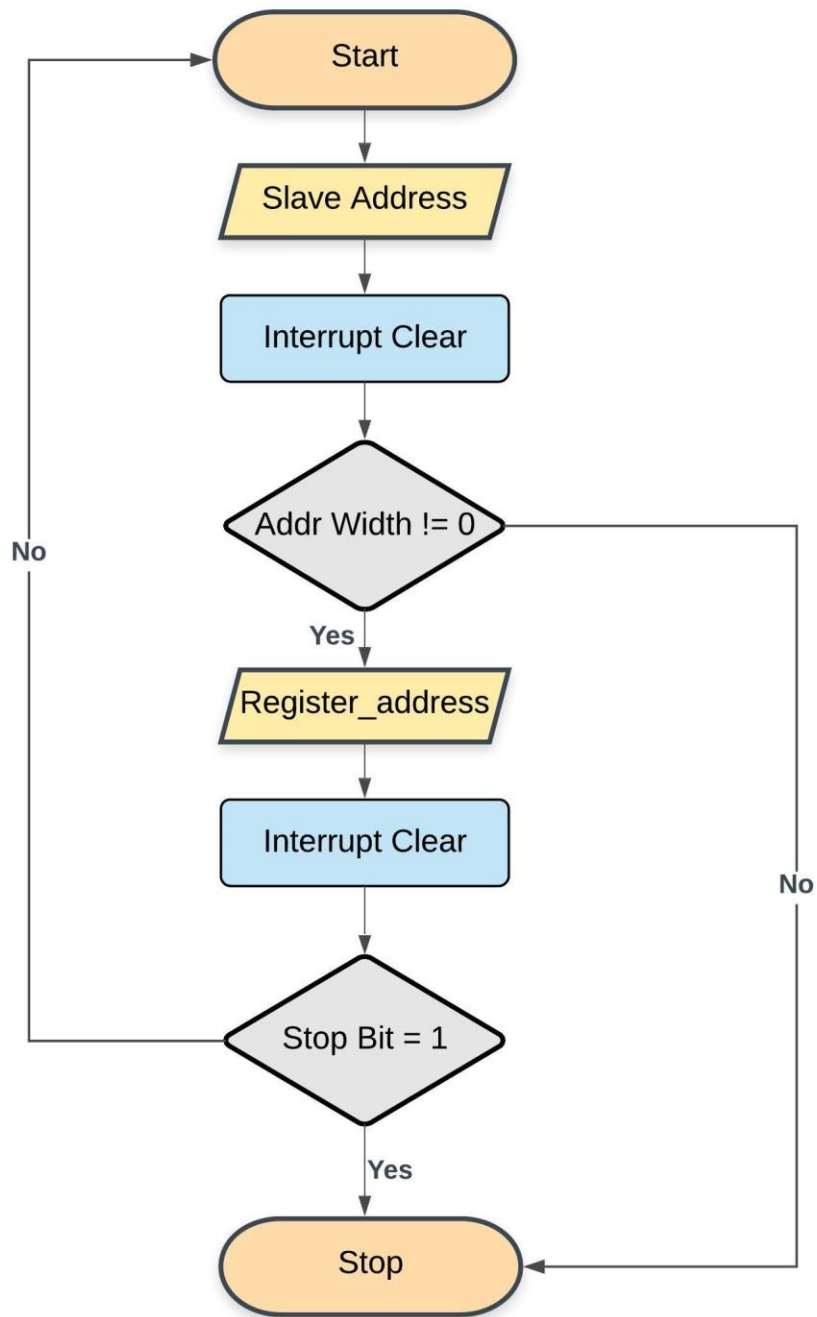 Start
Slave Address
Interrupt Clear
Addr Width != 0
No
Yes
Register_address
Interrupt Clear
No
Stop Bit = 1
Yes
Stop